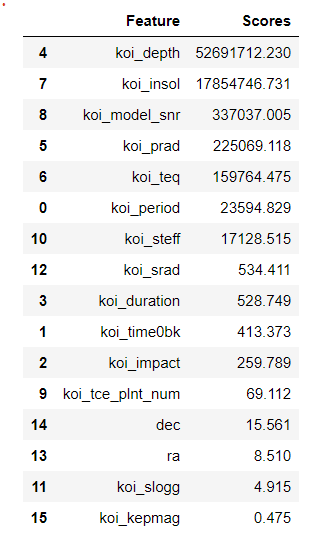 Feature Scores
4 koi_depth 52691712.230
7 koi_insol 17854746.731
8 koi_model_snr 337037.005
5 koi_prad 225069.118
6 koi_teq 159764.475
0 koi_period 23594.829
10 koi_steff 17128.515
12 koi_srad 534.411
3 koi_duration 528.749
1 koi_time0bk 413.373
2 koi_impact 259.789
9 koi_tce_plnt_num 69.112
14 dec 15.561
13 ra 8.510
11 koi_slogg 4.915
15 koi_kepmag 0.475